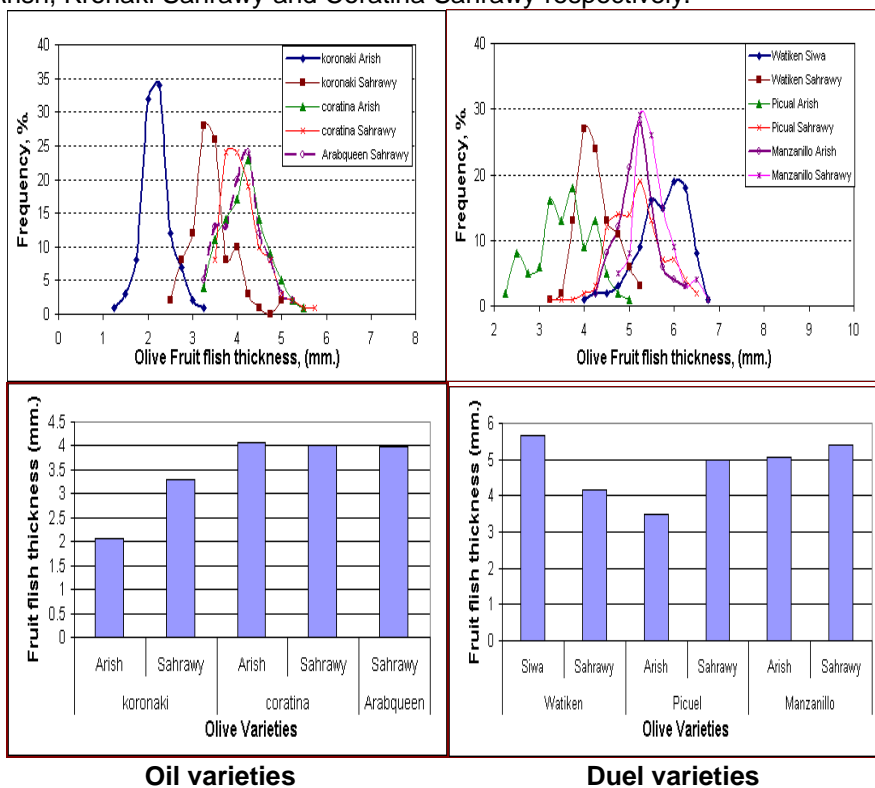 Arish, Kronaki Sahrawy and Coratina Sahrawy respectively.
40
35
30
25
20
15
10
5
0
Frequency, %.
koronaki Arish
koronaki Sahrawy
coratina Arish
coratina Sahrawy
Arabqueen Sahrawy
0 1 2 3 4 5 6 7 8
Olive Fruit flish thickness, (mm.)
40
30
20
10
0
Frequency, %.
Watiken Siwa
Watiken Sahrawy
Picual Arish
Picual Sahrawy
Manzanillo Arish
Manzanillo Sahrawy
2 3 4 5 6 7 8 9 10
Olive Fruit flish thickness, (mm.)
4.5
4
3.5
3
2.5
2
1.5
1
0.5
0
Fruit flish thickness (mm.)
Arish Sahrawy Arish Sahrawy Sahrawy
koronaki coratina Arabqueen
Olive Varieties
6
5
4
3
2
1
0
Fruit flish thickness (mm.)
Siwa Sahrawy Arish Sahrawy Arish Sahrawy
Watiken Picuel Manzanillo
Olive Varieties
Oil varieties Duel varieties